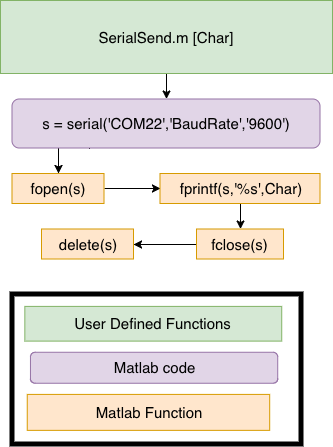 SerialSend.m [Char]
s = serial('COM22','BaudRate','9600')
fopen(s)
fprintf(s,'%s',Char)
delete(s)
fclose(s)
User Defined Functions
Matlab code
Matlab Function